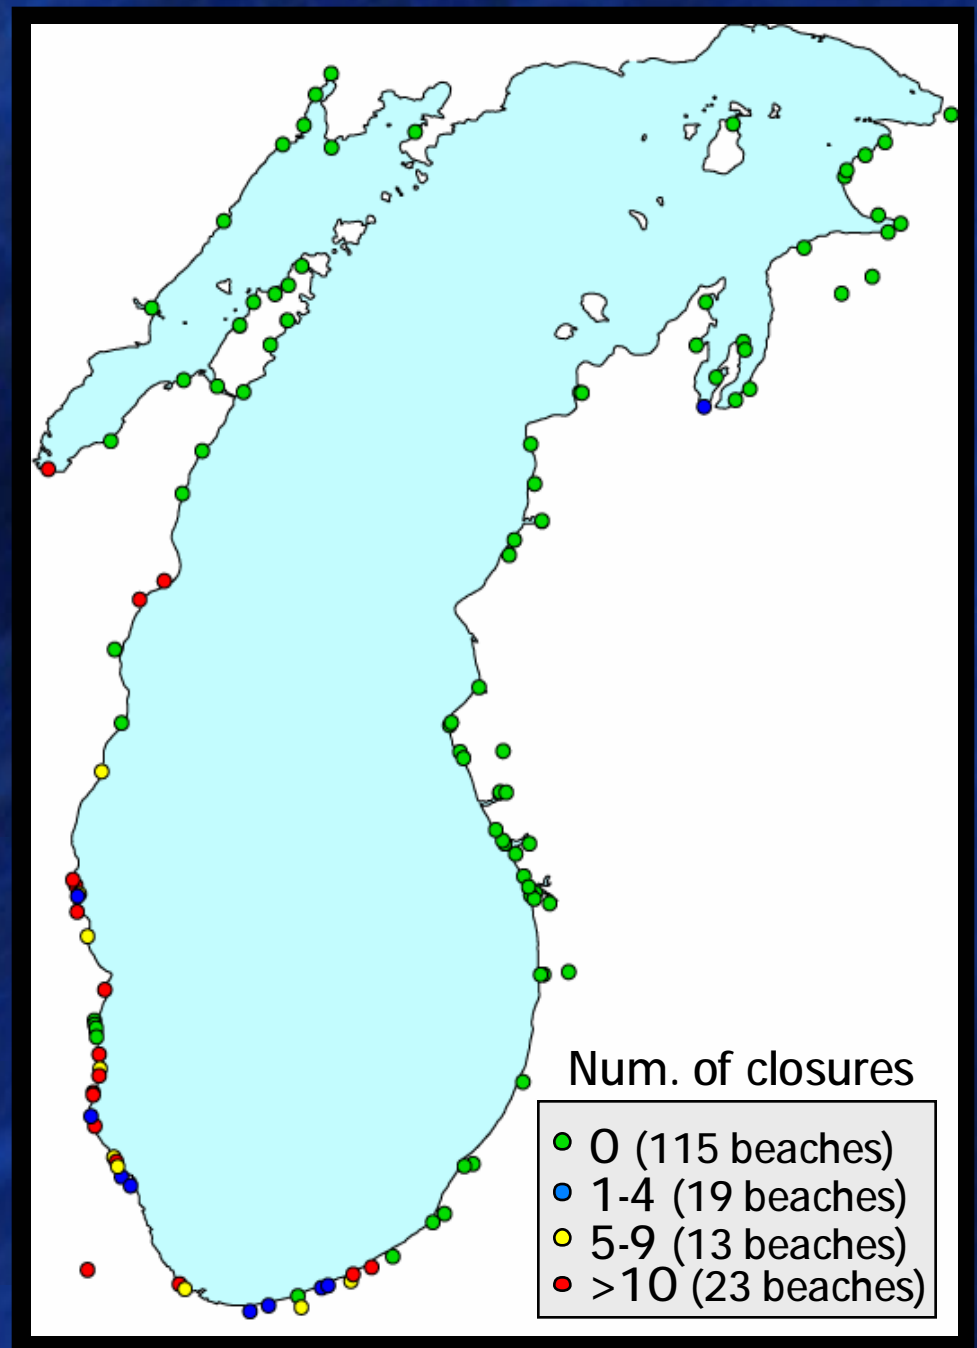 Num. of closures
0 (115 beaches)
1-4 (19 beaches)
5-9 (13 beaches)
>10 (23 beaches)